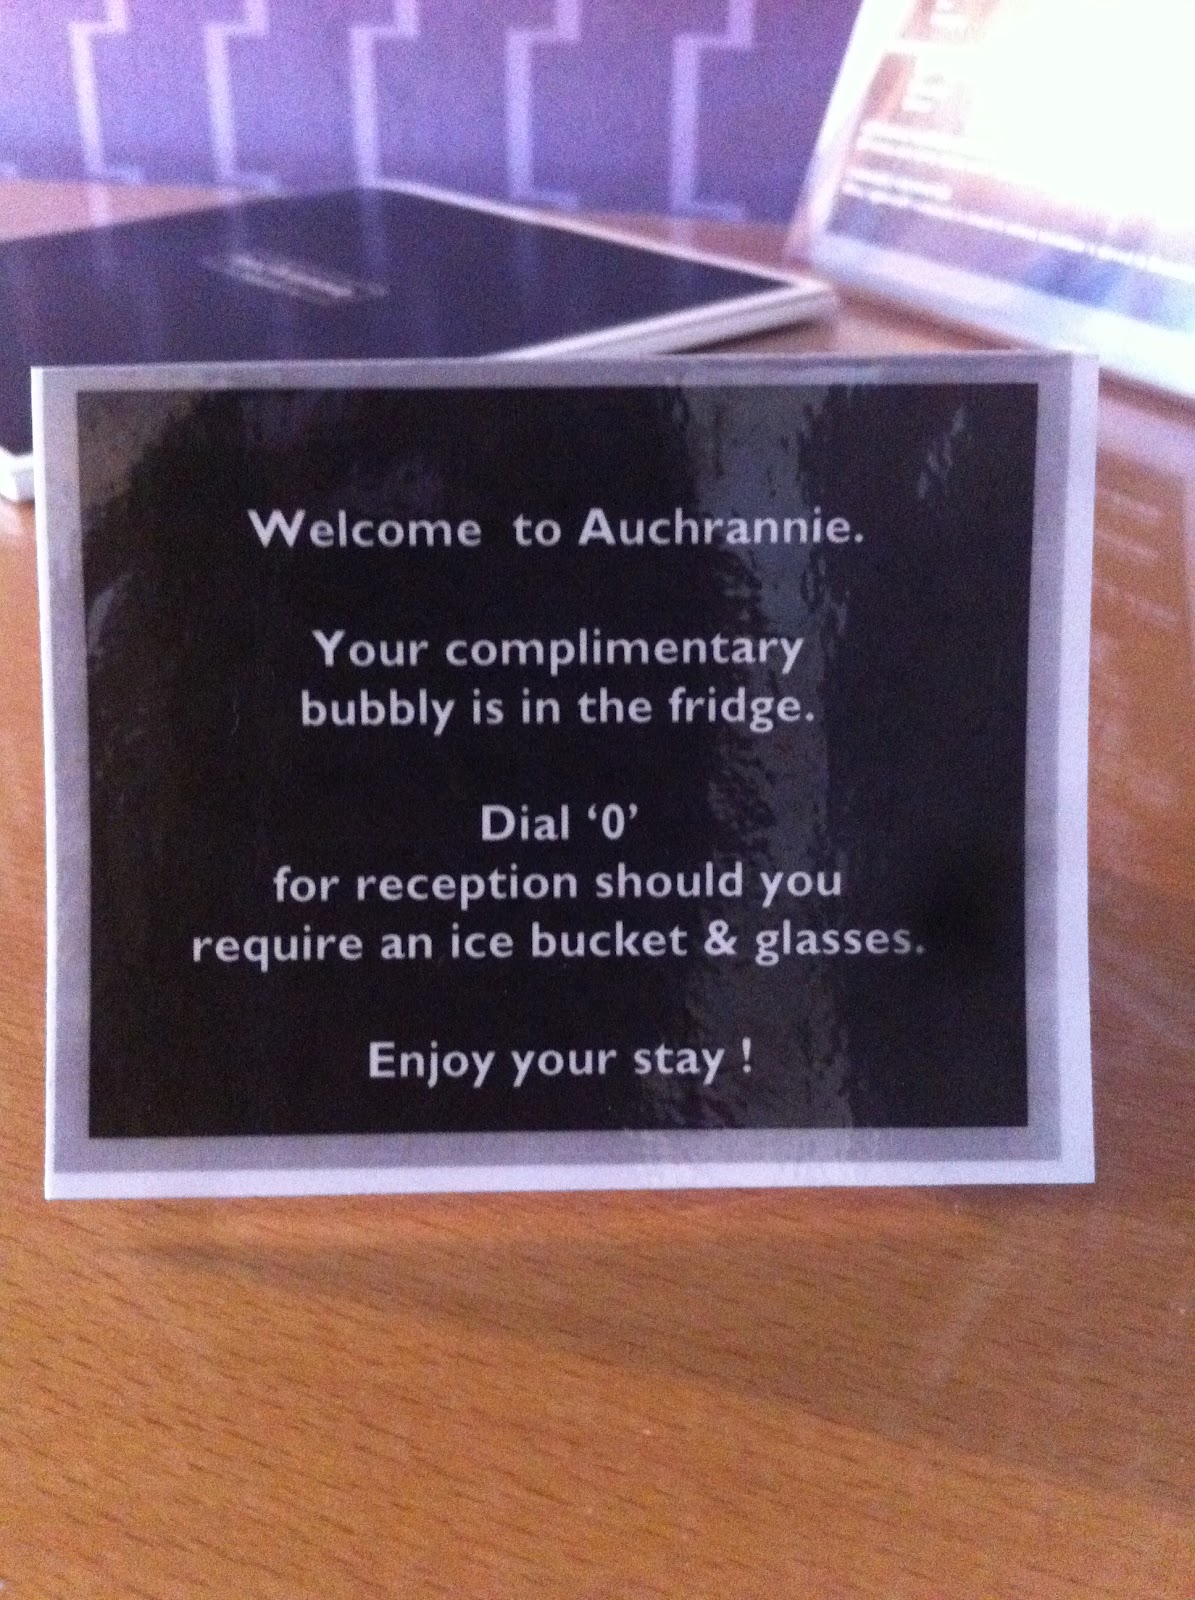 Welcome to Auchrannie.
Your complimentary
bubbly is in the fridge.
Dial ‘0’
for reception should you
require an ice bucket & glasses.
Enjoy your stay !